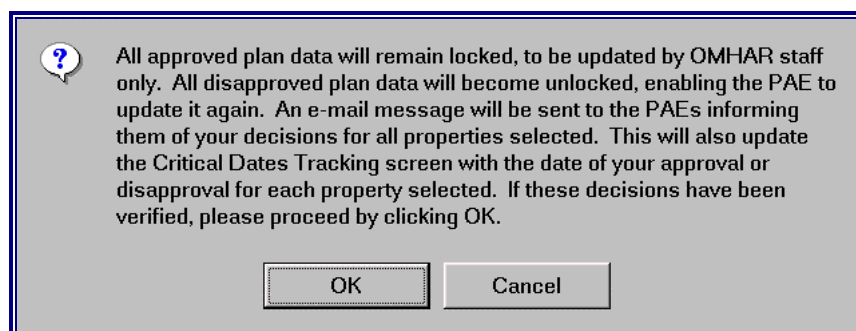 All approved plan data will remain locked, to be updated by OMHAR staff
only.  All disapproved plan data will become unlocked, enabling the PAE to
update it again.  An e-mail message will be sent to the PAEs informing
them of your decisions for all properties selected.  This will also update
the Critical Dates Tracking screen with the date of your approval or
disapproval for each property selected.  If these decisions have been
verified, please proceed by clicking OK.
OK
Cancel